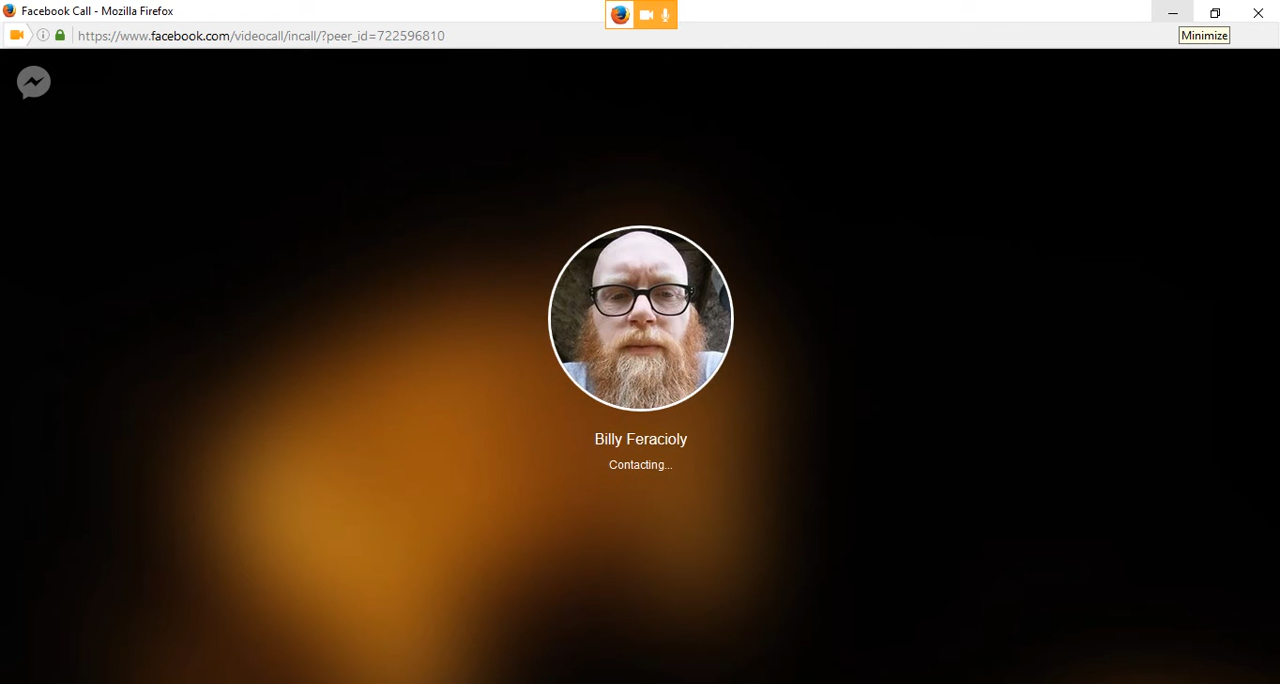 Facebook Call - Mozilla Firefox
https://www.facebook.com/videocall/incall/?peer_id=722596810
Minimize
Billy Feracioly
Contacting...